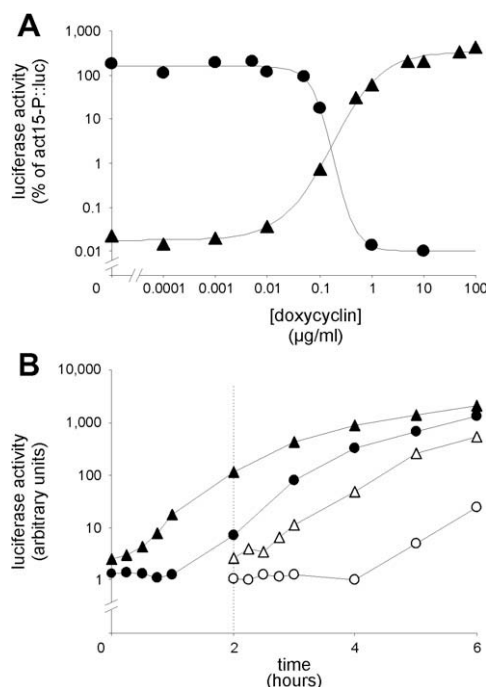 A
luciferase activity
(% of act15-P::luc)
1,000
100
10
1
0.1
0.01
0
0.0001
0.001
0.01
0.1
1
10
100
[doxycyclin]
(µg/ml)
B
luciferase activity
(arbitrary units)
10,000
1,000
100
10
1
0
2
4
6
time
(hours)